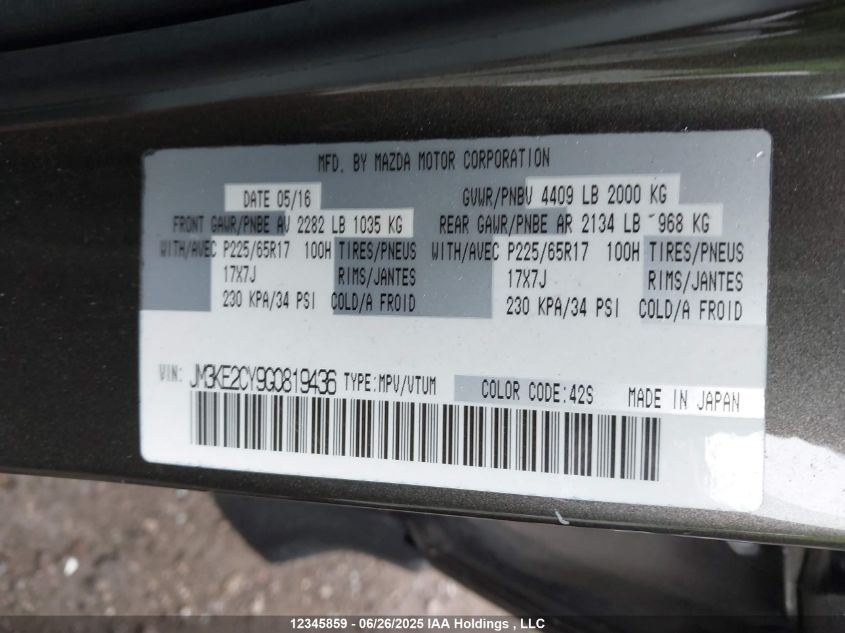 MFD. BY MAZDA MOTOR CORPORATION
DATE 05/16 GVWR/PNBV 4409 LB 2000 KG
FRONT GAWR/PNBE AV 2282 LB 1035 KG REAR GAWR/PNBE AR 2134 LB 968 KG
WITH/AVEC P225/65R17 100H TIRES/PNEUS WITH/AVEC P225/65R17 100H TIRES/PNEUS
17X7J RIMS/JANTES 17X7J RIMS/JANTES
230 KPA/34 PSI COLD/A FROID 230 KPA/34 PSI COLD/A FROID
VIN: JM3KE2CY9G0819436 TYPE:MPV/VTUM COLOR CODE:42S MADE IN JAPAN
12345859 - 06/26/2025 IAA Holdings , LLC